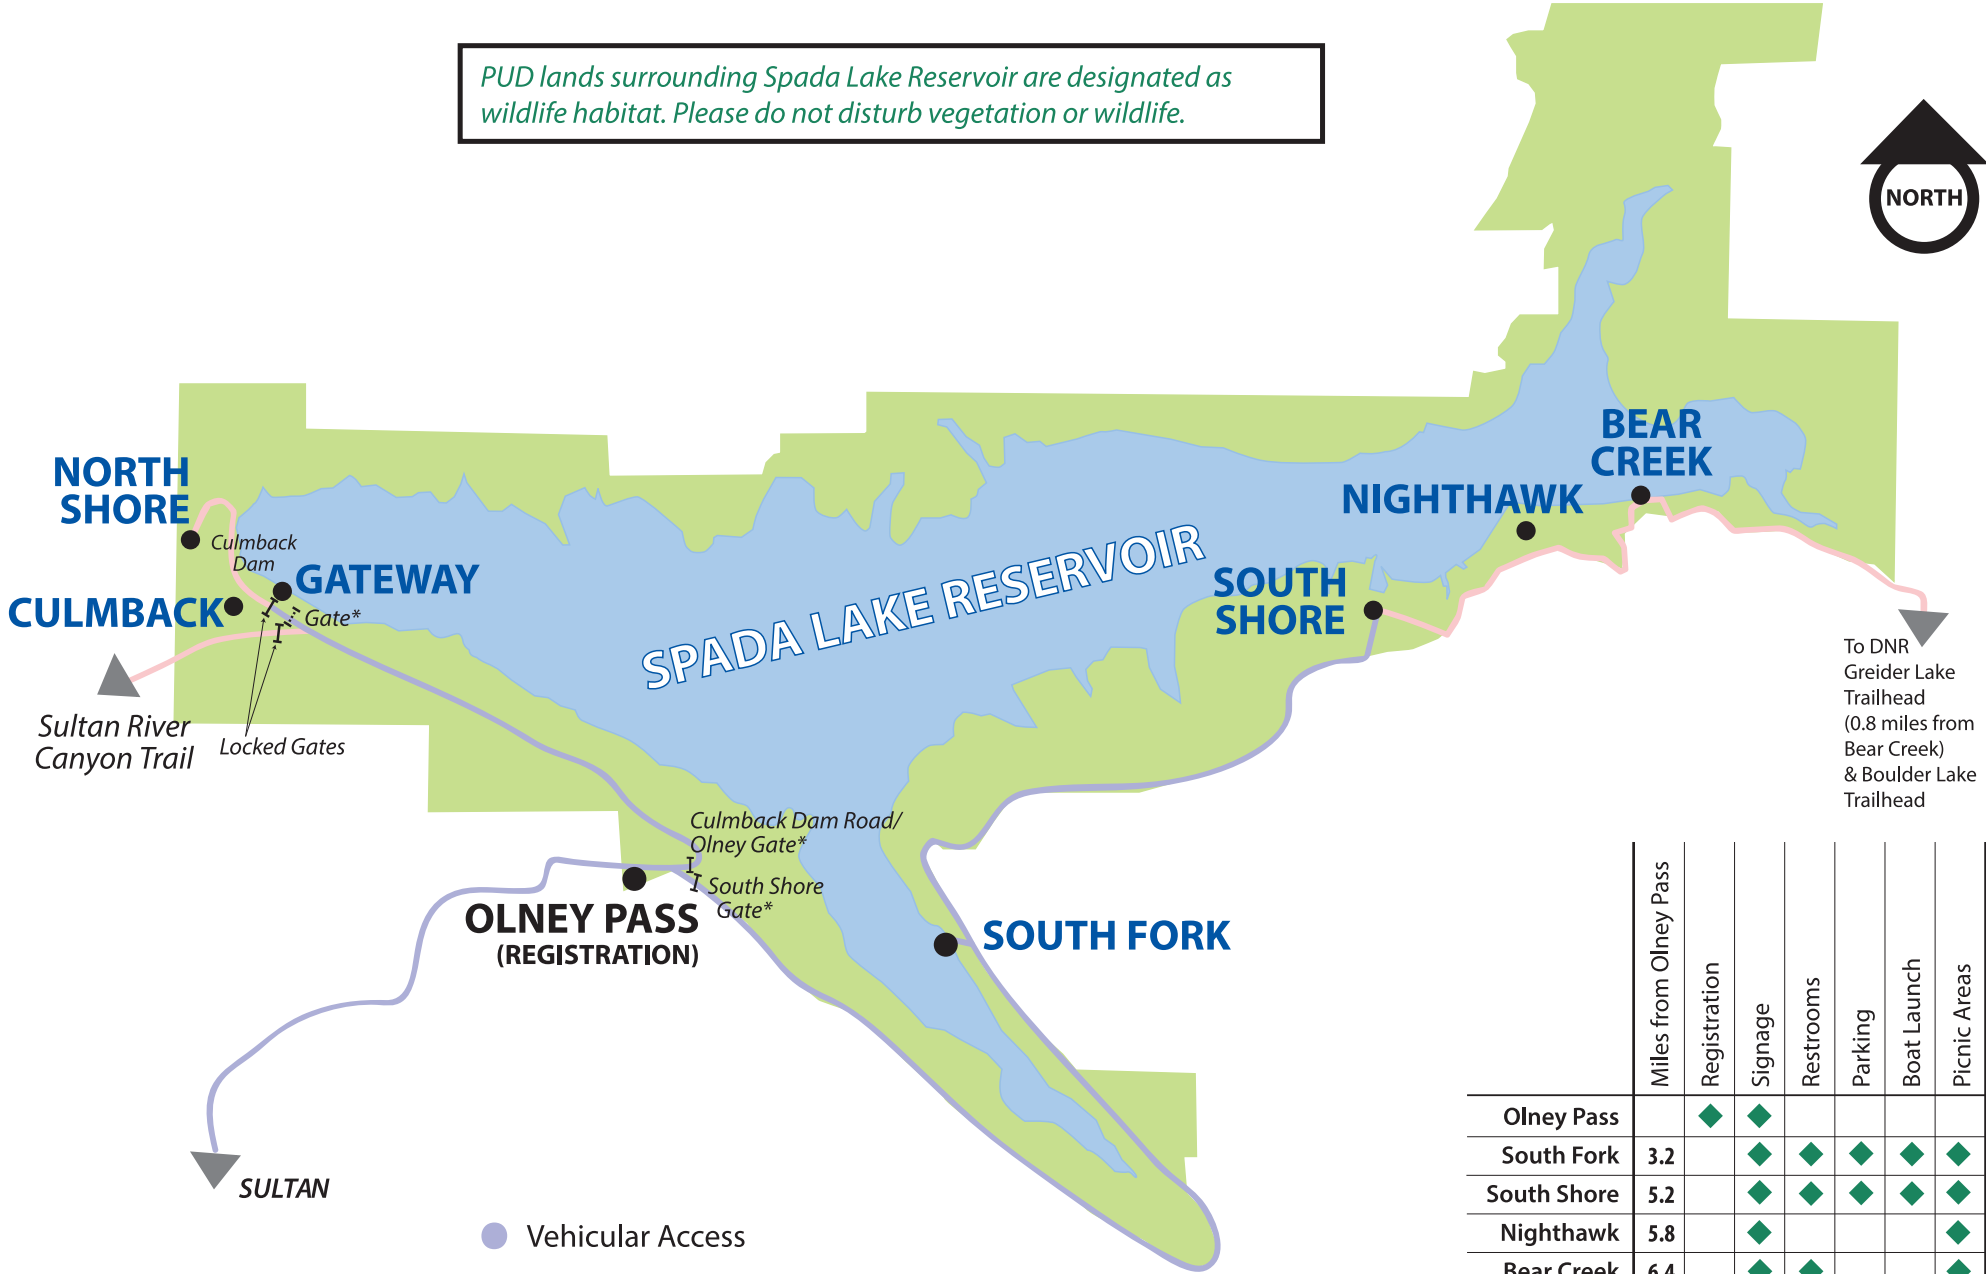 PUD lands surrounding Spada Lake Reservoir are designated as
wildlife habitat. Please do not disturb vegetation or wildlife.
NORTH
NORTH
SHORE
Culmback
Dam
GATEWAY
CULMBACK
Gate*
Sultan River
Canyon Trail
Locked Gates
SPADA LAKE RESERVOIR
BEAR
CREEK
NIGHTHAWK
SOUTH
SHORE
To DNR
Greider Lake
Trailhead
(0.8 miles from
Bear Creek)
& Boulder Lake
Trailhead
Culmback Dam Road/
Olney Gate*
South Shore
Gate*
OLNEY PASS
(REGISTRATION)
SOUTH FORK
SULTAN
Vehicular Access
Miles from Olney Pass
Registration
Signage
Restrooms
Parking
Boat Launch
Picnic Areas
Olney Pass
South Fork 3.2
South Shore 5.2
Nighthawk 5.8
Bear Creek 6.4